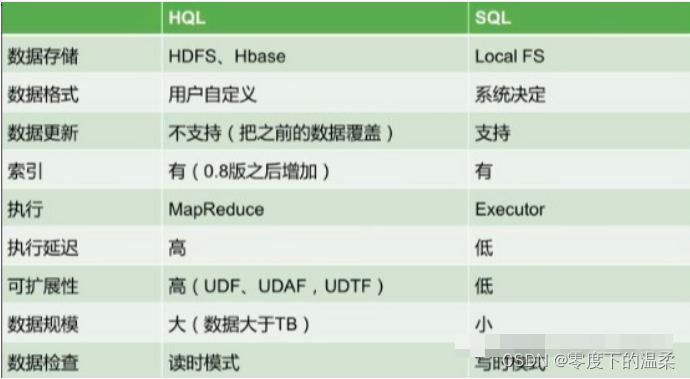 HQL SQL
数据存储 HDFS、Hbase Local FS
数据格式 用户自定义 系统决定
数据更新 不支持（把之前的数据覆盖） 支持
索引 有（0.8版之后增加） 有
执行 MapReduce Executor
执行延迟 高 低
可扩展性 高（UDF、UDAF，UDTF） 低
数据规模 大（数据大于TB） 小
数据检查 读时模式 写时模式
CSDN @零度下的温柔